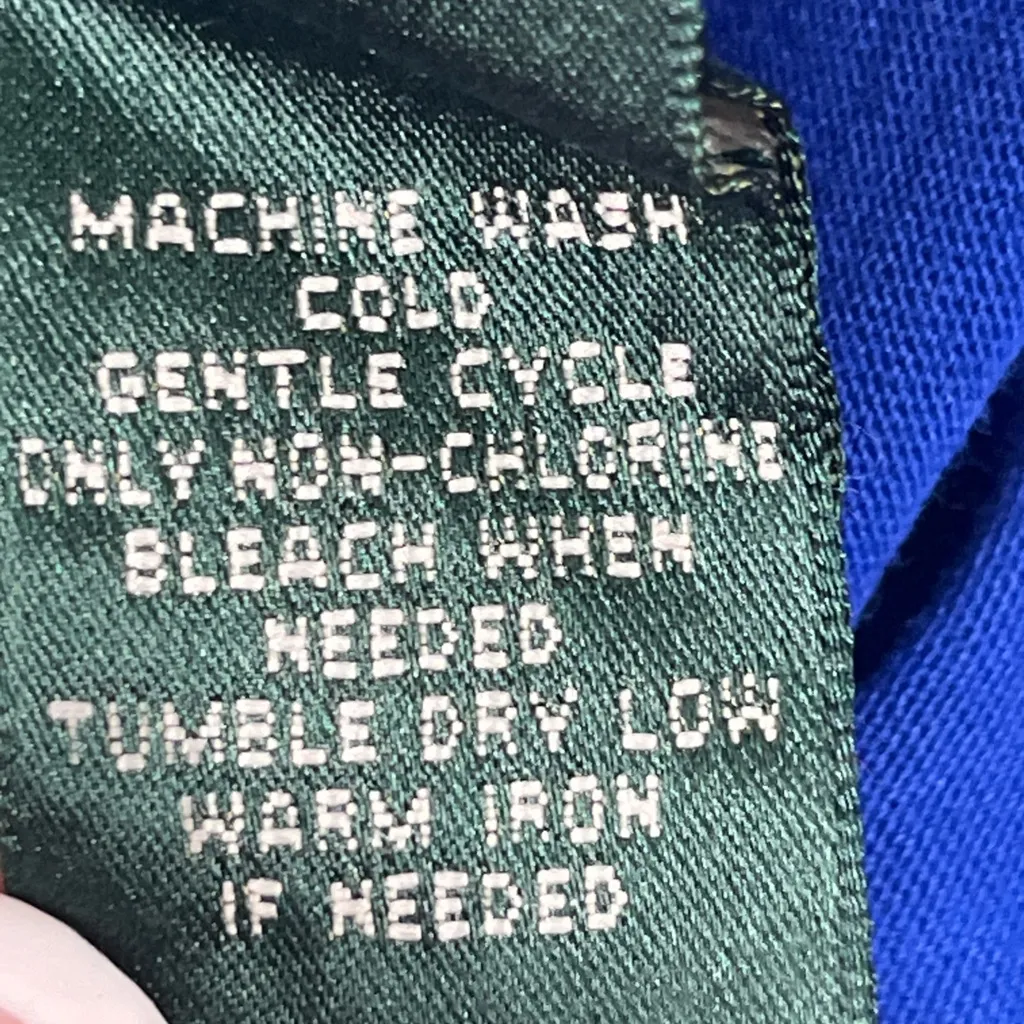 MACHINE WASH
COLD
GENTLE CYCLE
ONLY NON-CHLORINE
BLEACH WHEN
NEEDED
TUMBLE DRY LOW
WARM IRON
IF NEEDED